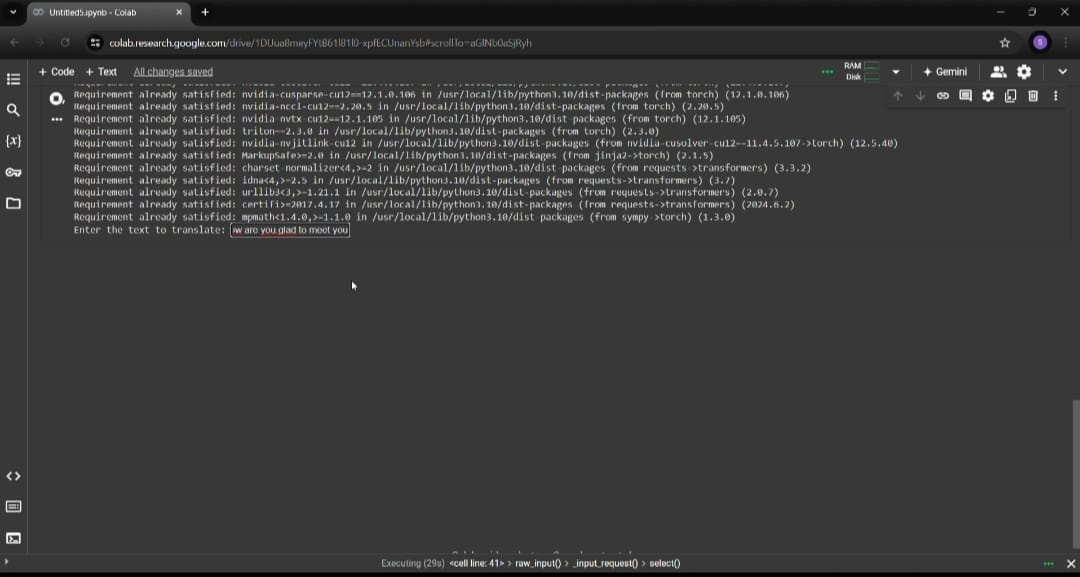 Untitled5.ipynb - Colab
+ Code + Text All changes saved
RAM
Disk
Gemini
Requirement already satisfied: nvidia-cusparse-cu12==12.1.0.106 in /usr/local/lib/python3.10/dist-packages (from torch) (12.1.0.106)
Requirement already satisfied: nvidia-nccl-cu12==2.20.5 in /usr/local/lib/python3.10/dist-packages (from torch) (2.20.5)
Requirement already satisfied: nvidia-nvtx-cu12==12.1.105 in /usr/local/lib/python3.10/dist-packages (from torch) (12.1.105)
Requirement already satisfied: triton==2.3.0 in /usr/local/lib/python3.10/dist-packages (from torch) (2.3.0)
Requirement already satisfied: nvidia-nvjitlink-cu12 in /usr/local/lib/python3.10/dist-packages (from nvidia-cusolver-cu12==11.4.5.107->torch) (12.5.40)
Requirement already satisfied: MarkupSafe>=2.0 in /usr/local/lib/python3.10/dist-packages (from jinja2->torch) (2.1.5)
Requirement already satisfied: charset-normalizer<4,>=2 in /usr/local/lib/python3.10/dist-packages (from requests->transformers) (3.3.2)
Requirement already satisfied: idna<4,>=2.5 in /usr/local/lib/python3.10/dist-packages (from requests->transformers) (3.7)
Requirement already satisfied: urllib3<3,>=1.21.1 in /usr/local/lib/python3.10/dist-packages (from requests->transformers) (2.0.7)
Requirement already satisfied: certifi>=2017.4.17 in /usr/local/lib/python3.10/dist-packages (from requests->transformers) (2024.6.2)
Requirement already satisfied: mpmath<1.4.0,>=1.1.0 in /usr/local/lib/python3.10/dist-packages (from sympy->torch) (1.3.0)
Enter the text to translate: w are you.glad to meet you
Executing (29s) <cell line: 41> > raw_input() > _input_request() > select()